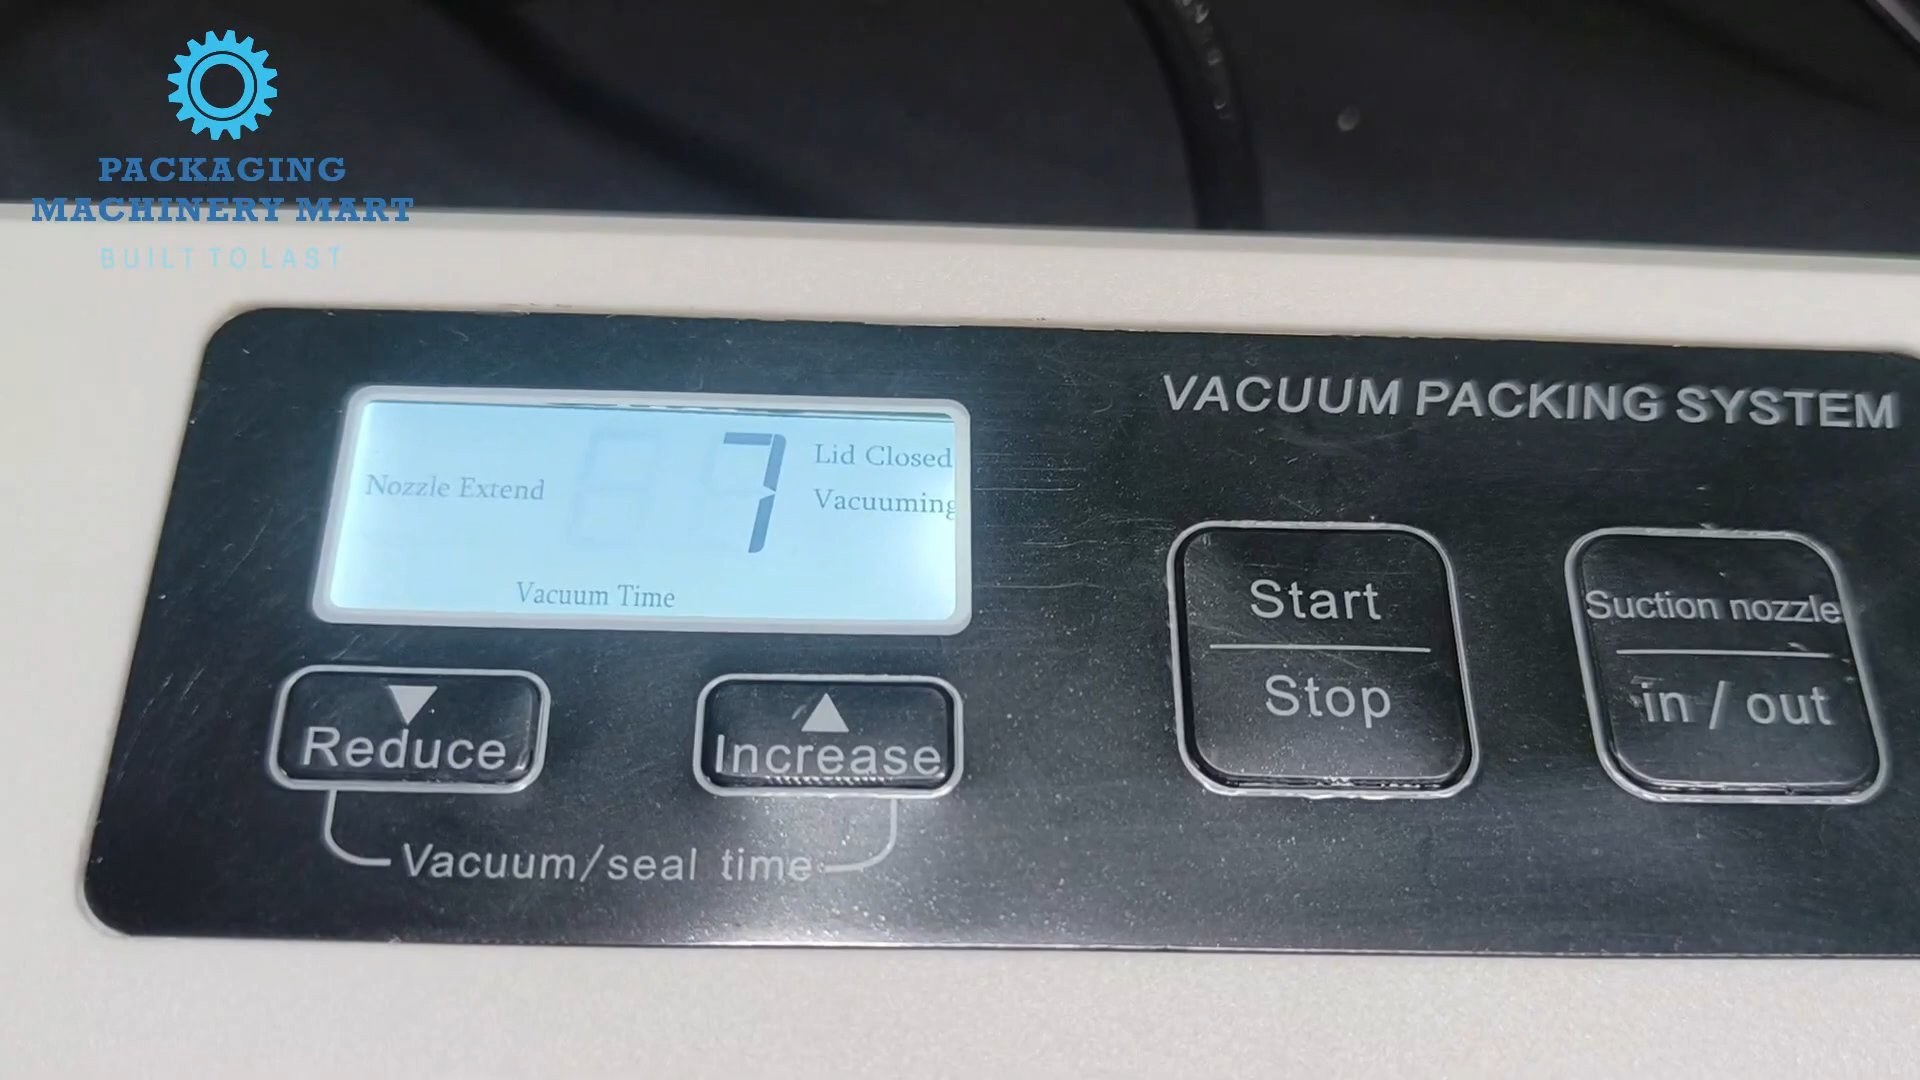 PACKAGING
MACHINERY MART
BUILT TO LAST
VACUUM PACKING SYSTEM
Nozzle Extend
7
Lid Closed
Vacuuming
Vacuum Time
Start
Stop
Suction nozzle
in / out
Reduce
Increase
Vacuum/seal time